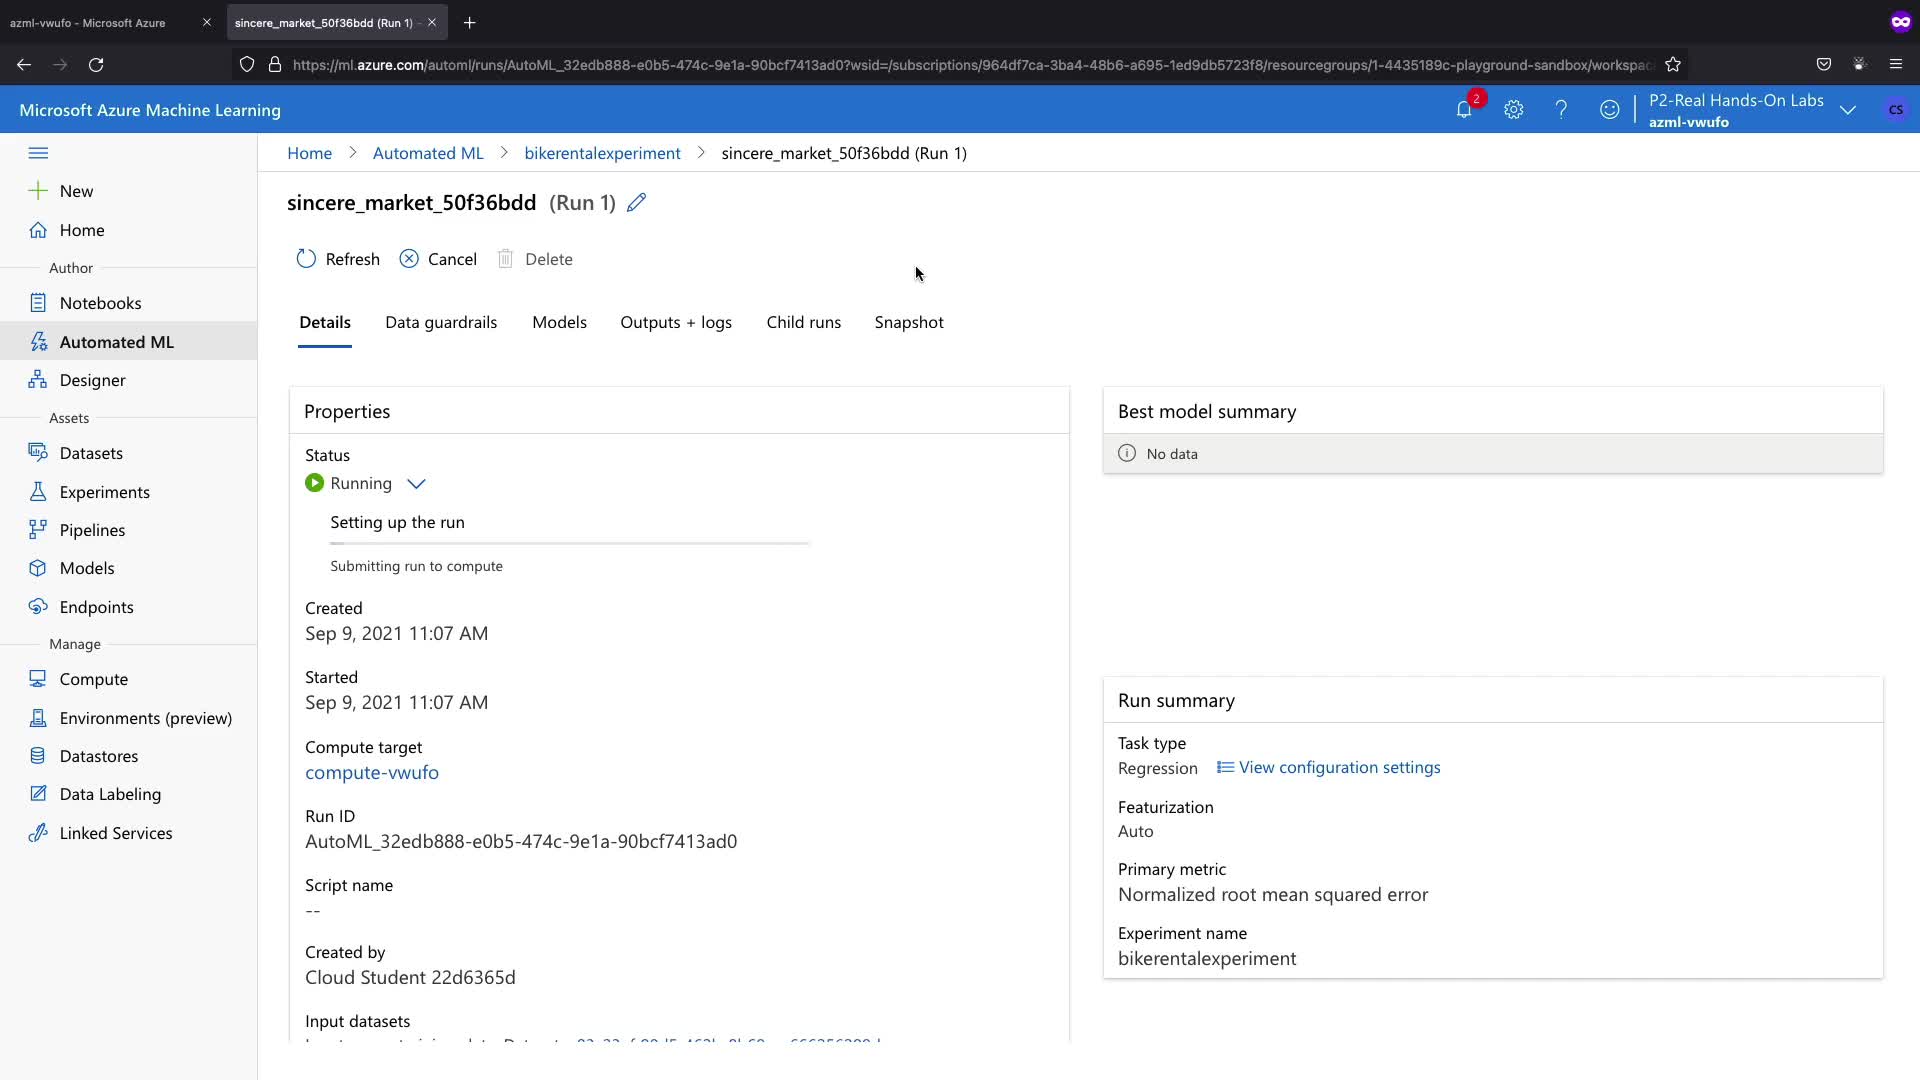 azml-vwufo - Microsoft Azure
sincere_market_50f36bdd (Run 1)
https://ml.azure.com/automl/runs/AutoML_32edb888-e0b5-474c-9e1a-90bcf7413ad0?wsid=/subscriptions/964df7ca-3ba4-48b6-a695-1ed9db5723f8/resourcegroups/1-4435189c-playground-sandbox/workspac
Microsoft Azure Machine Learning
2
P2-Real Hands-On Labs
azml-vwufo
CS
Home > Automated ML > bikerentalexperiment > sincere_market_50f36bdd (Run 1)
New
Home
Author
Notebooks
Automated ML
Designer
Assets
Datasets
Experiments
Pipelines
Models
Endpoints
Manage
Compute
Environments (preview)
Datastores
Data Labeling
Linked Services
sincere_market_50f36bdd (Run 1)
Refresh Cancel Delete
Details Data guardrails Models Outputs + logs Child runs Snapshot
Properties
Status
Running
Setting up the run
Submitting run to compute
Created
Sep 9, 2021 11:07 AM
Started
Sep 9, 2021 11:07 AM
Compute target
compute-vwufo
Run ID
AutoML_32edb888-e0b5-474c-9e1a-90bcf7413ad0
Script name
--
Created by
Cloud Student 22d6365d
Input datasets
Best model summary
No data
Run summary
Task type
Regression View configuration settings
Featurization
Auto
Primary metric
Normalized root mean squared error
Experiment name
bikerentalexperiment